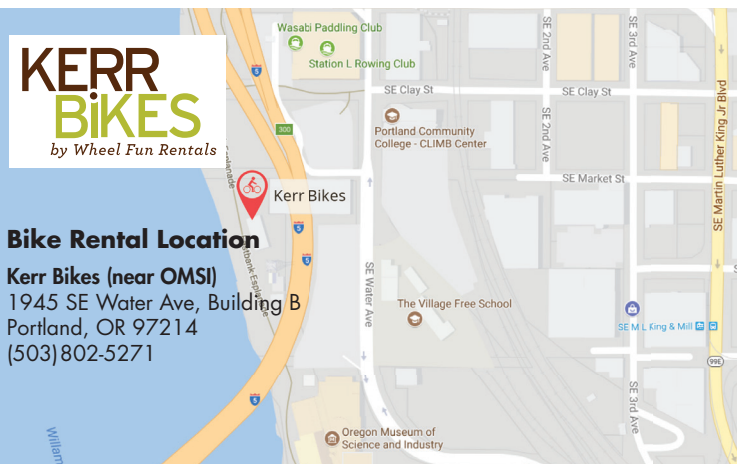 KERR
BiKES
by Wheel Fun Rentals
Bike Rental Location
Kerr Bikes (near OMSI)
1945 SE Water Ave, Building B
Portland, OR 97214
(503)802-5271
Wasabi Paddling Club
Station L Rowing Club
5
300
Kerr Bikes
5
5
5
Esplanade
Eastbank Esplanade
Willam
SE Clay St
SE Clay St
Portland Community
College - CLIMB Center
SE 2nd Ave
SE 2nd Ave
SE 3rd Ave
SE Market St
SE Martin Luther King Jr Blvd
SE Water Ave
The Village Free School
SE M L King & Mill
99E
SE 3rd Ave
Oregon Museum of
Science and Industry